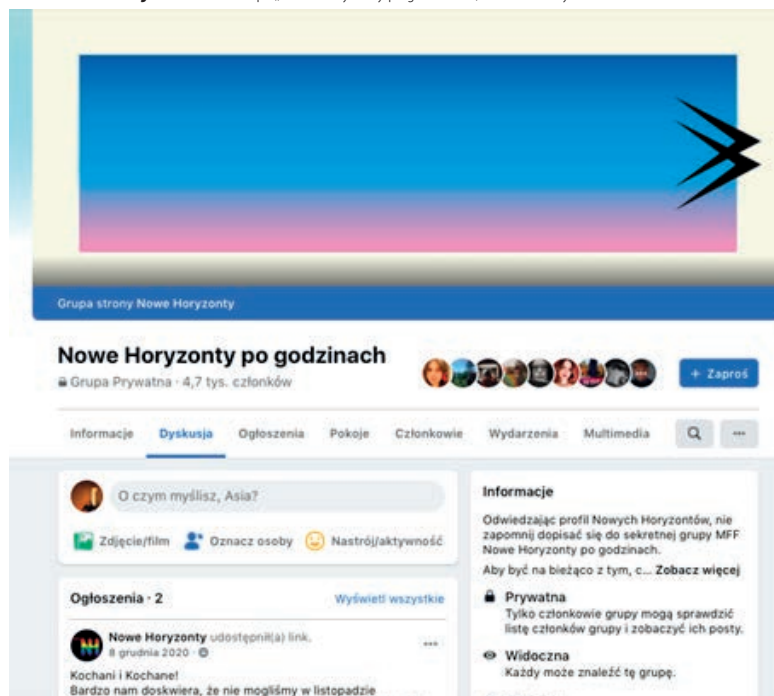 Grupa strony Nowe Horyzonty
Nowe Horyzonty po godzinach
Grupa Prywatna · 4,7 tys. członków
+ Zaproś
Informacje Dyskusja Ogłoszenia Pokoje Członkowie Wydarzenia Multimedia
O czym myślisz, Asia?
Zdjęcie/film Oznacz osoby Nastrój/aktywność
Ogłoszenia · 2 Wyświetl wszystkie
Nowe Horyzonty udostępnił(a) link.
8 grudnia 2020 ·
Kochani i Kochane!
Bardzo nam doskwiera, że nie mogliśmy w listopadzie
Informacje
Odwiedzając profil Nowych Horyzontów, nie
zapomnij dopisać się do sekretnej grupy MFF
Nowe Horyzonty po godzinach.
Aby być na bieżąco z tym, c... Zobacz więcej
Prywatna
Tylko członkowie grupy mogą sprawdzić
listę członków grupy i zobaczyć ich posty.
Widoczna
Każdy może znaleźć tę grupę.